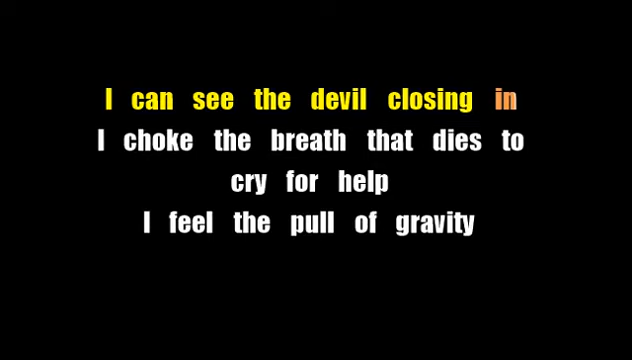 I can see the devil closing in
I choke the breath that dies to
cry for help
I feel the pull of gravity